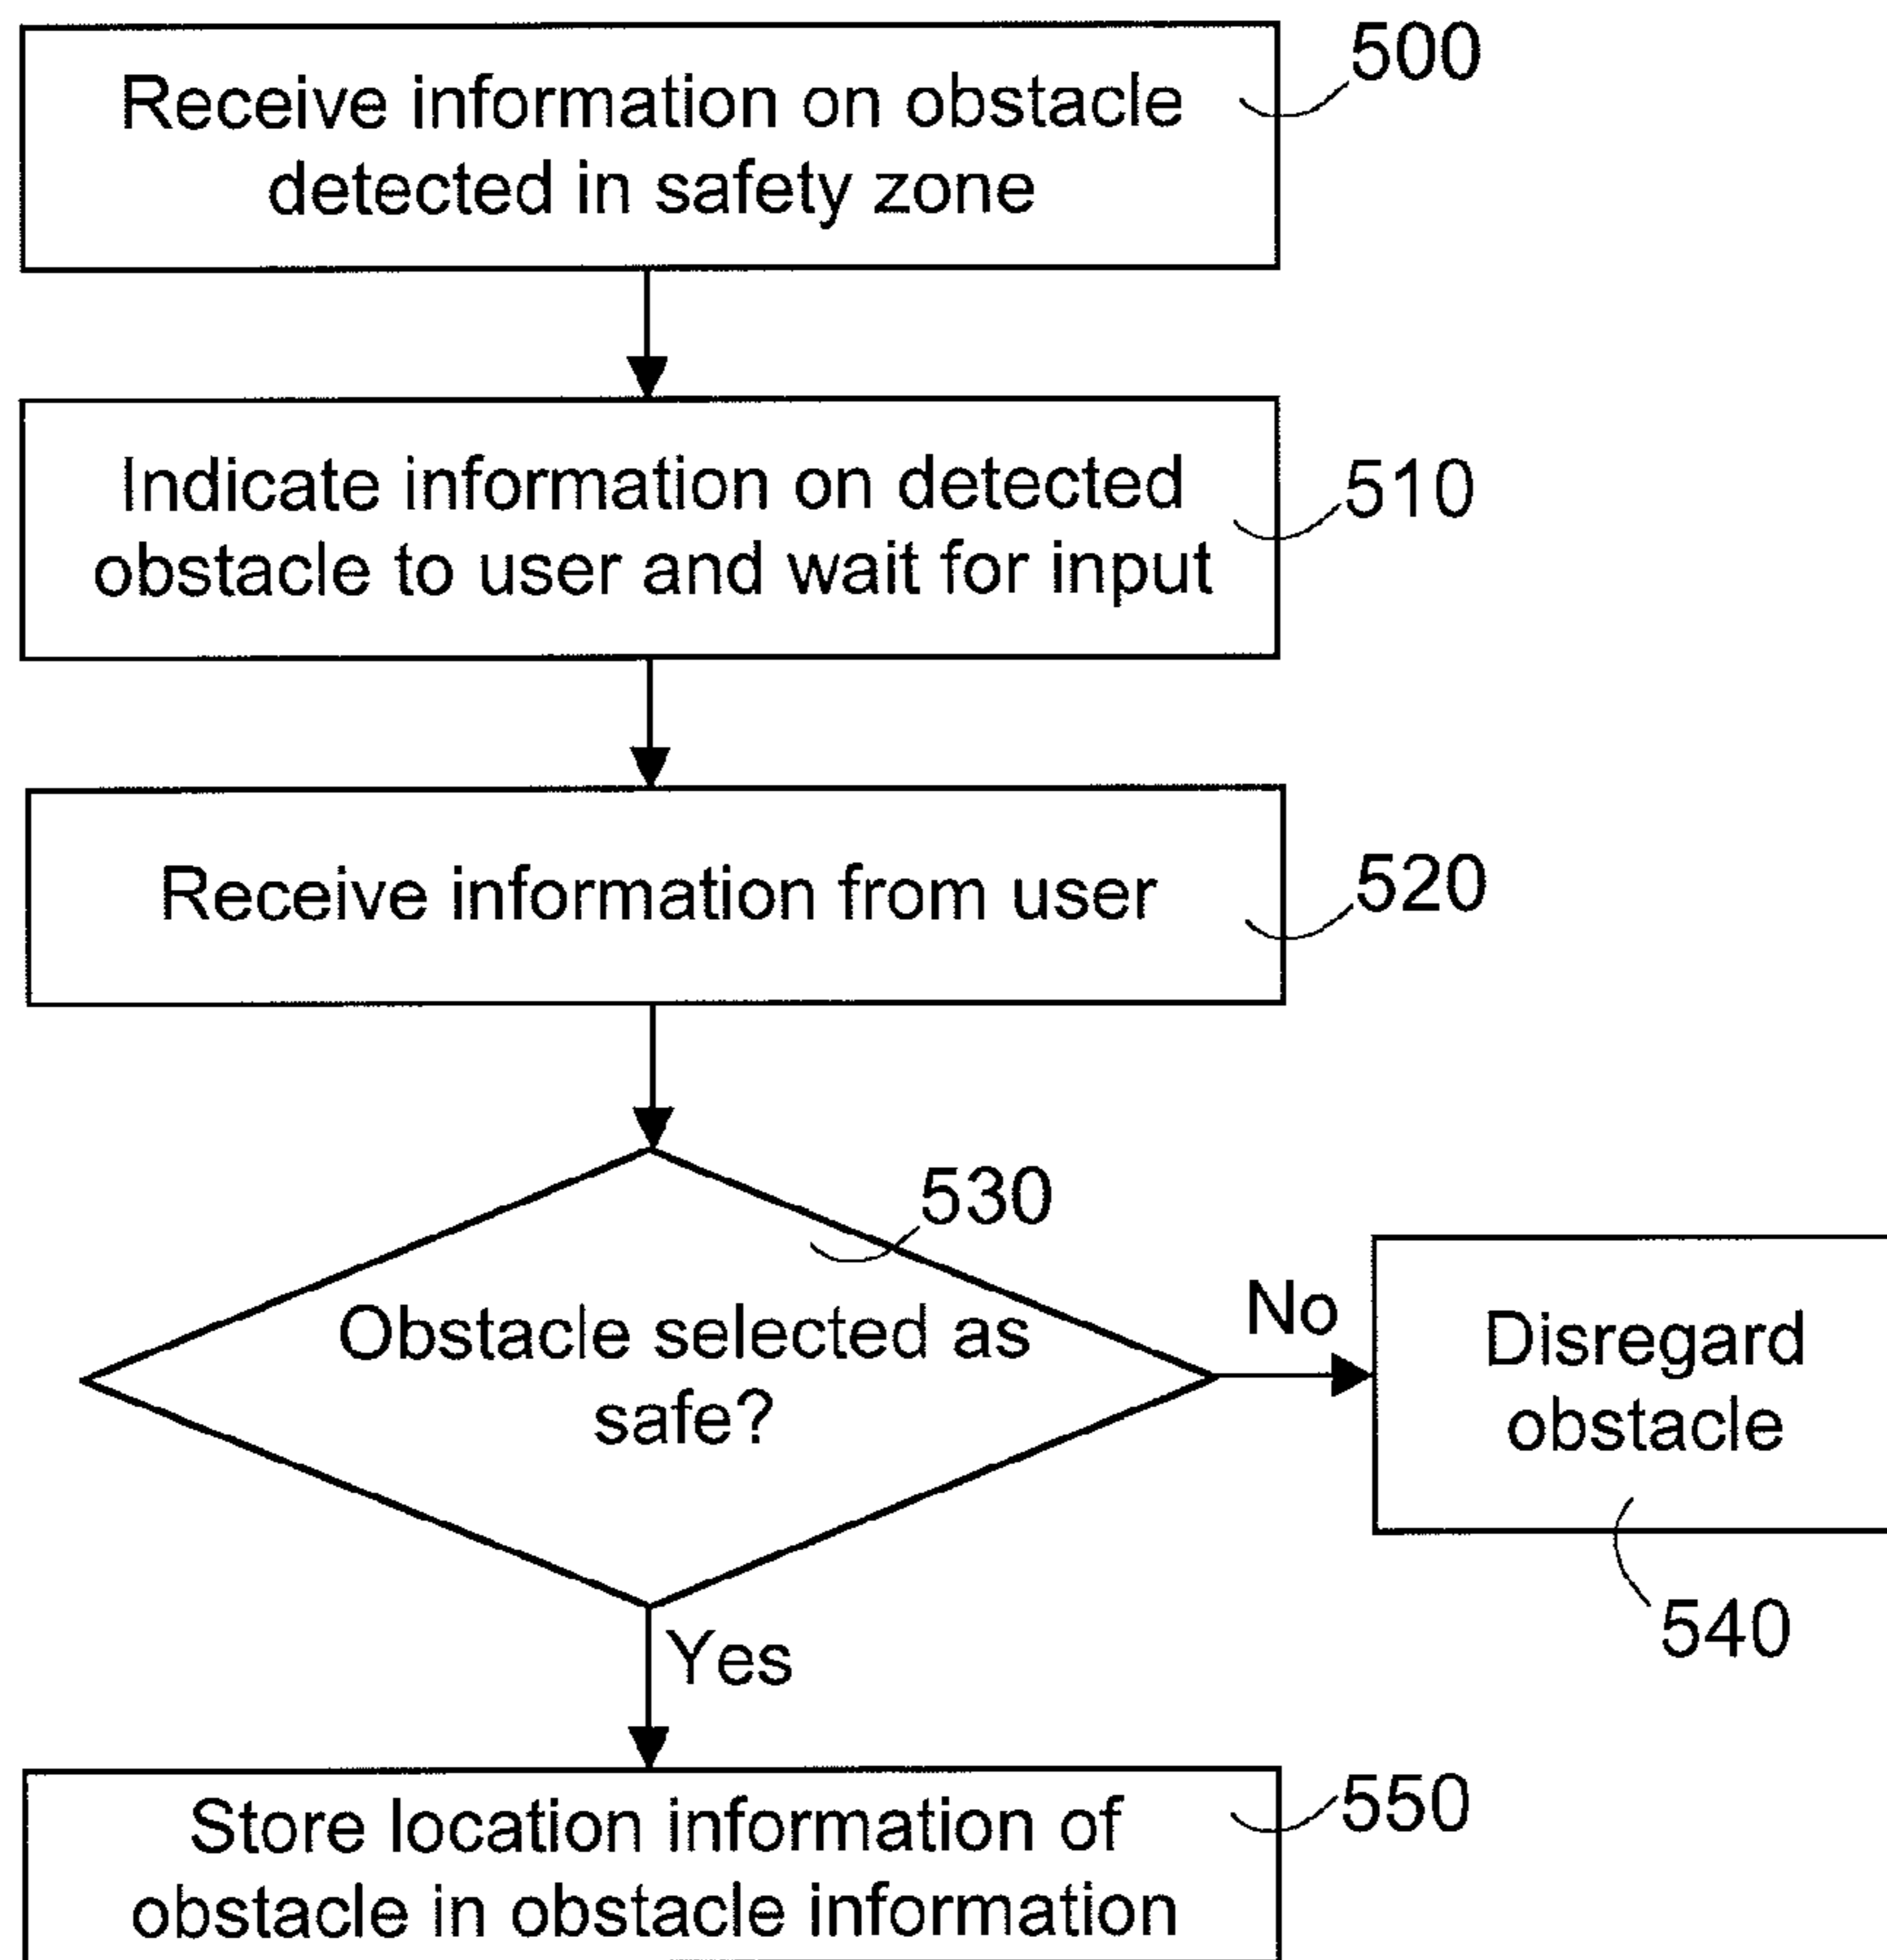 500
Receive information on obstacle
detected in safety zone
510
Indicate information on detected
obstacle to user and wait for input
520
Receive information from user
530
Obstacle selected as
safe?
No
Disregard
obstacle
540
Yes
550
Store location information of
obstacle in obstacle information